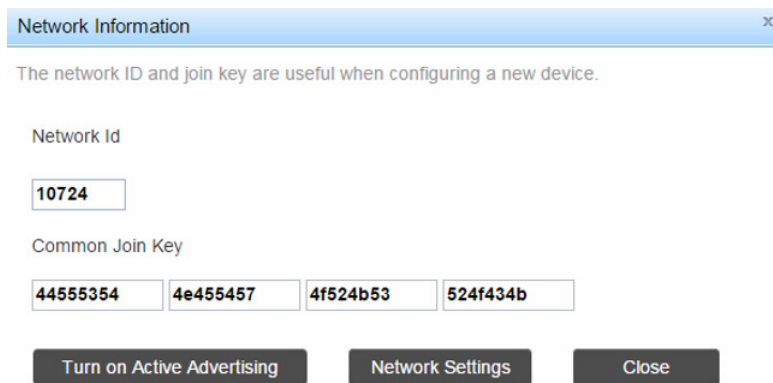 Network Information x
The network ID and join key are useful when configuring a new device.
Network Id
10724
Common Join Key
44555354 4e455457 4f524b53 524f434b
Turn on Active Advertising Network Settings Close